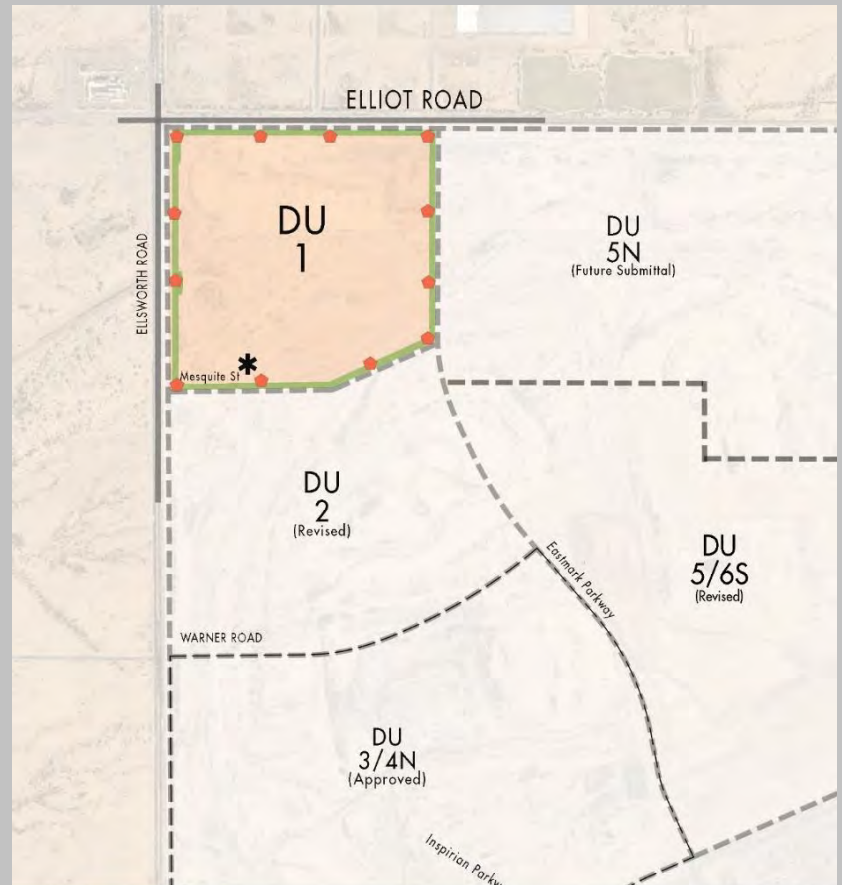 ELLIOT ROAD
DU
1
DU
5N
(Future Submittal)
ELLSWORTH ROAD
*
Mesquite St
DU
2
(Revised)
Eastmark Parkway
DU
5/6S
(Revised)
WARNER ROAD
DU
3/4N
(Approved)
Inspirian Parkw